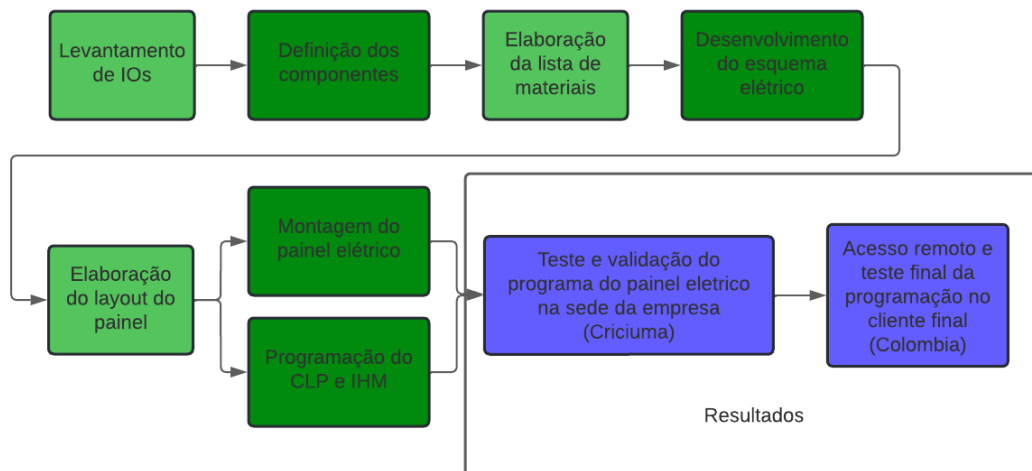 Levantamento
de IOs
Definição dos
componentes
Elaboração
da lista de
materiais
Desenvolvimento
do esquema
elétrico
Elaboração
do layout do
painel
Montagem do
painel elétrico
Programação do
CLP e IHM
Teste e validação do
programa do painel eletrico
na sede da empresa
(Criciuma)
Acesso remoto e
teste final da
programação no
cliente final
(Colombia)
Resultados